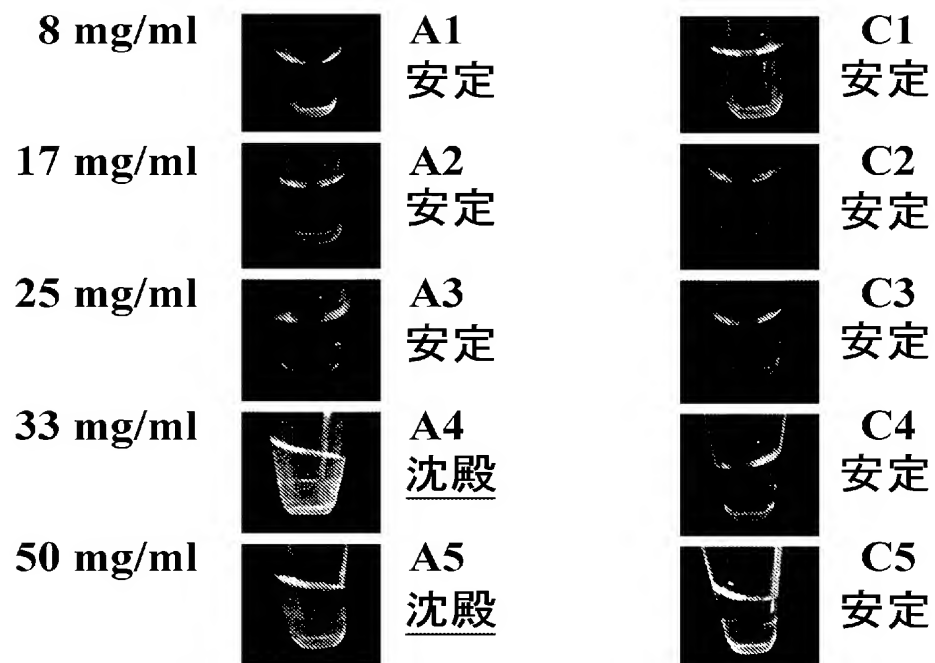 8 mg/ml A1 C1
安定 安定
17 mg/ml A2 C2
安定 安定
25 mg/ml A3 C3
安定 安定
33 mg/ml A4 C4
沈殿 安定
50 mg/ml A5 C5
沈殿 安定